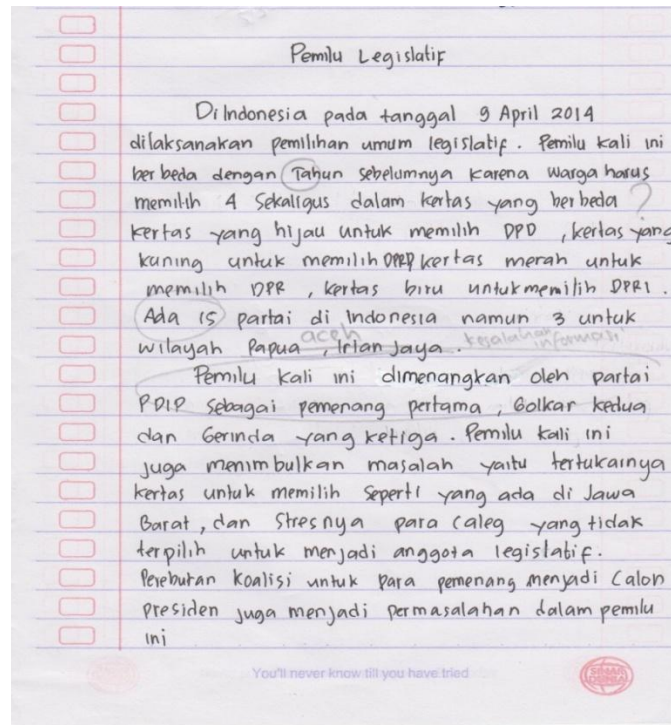 Pemilu Legislatif
Di Indonesia pada tanggal 9 April 2014
dilaksanakan pemilihan umum legislatif. Pemilu kali ini
berbeda dengan Tahun sebelumnya karena warga harus
memilih 4 Sekaligus dalam kertas yang berbeda ?
kertas yang hijau untuk memilih DPD, kertas yang
kuning untuk memilih DPRD kertas merah untuk
memilih DPR, kertas biru untuk memilih DPR1.
Ada 15 partai di Indonesia namun 3 untuk
aceh
wilayah Papua, Irian Jaya. kesalahan informasi
Pemilu kali ini dimenangkan oleh partai
PDIP sebagai pemenang pertama, Golkar kedua
dan Gerinda yang ketiga. Pemilu kali ini
juga menimbulkan masalah yaitu tertukarnya
kertas untuk memilih seperti yang ada di Jawa
Barat, dan Stresnya para caleg yang tidak
terpilih untuk menjadi anggota legislatif.
Perebutan koalisi untuk para pemenang menjadi Calon
presiden juga menjadi permasalahan dalam pemilu
ini
You'll never know till you have tried